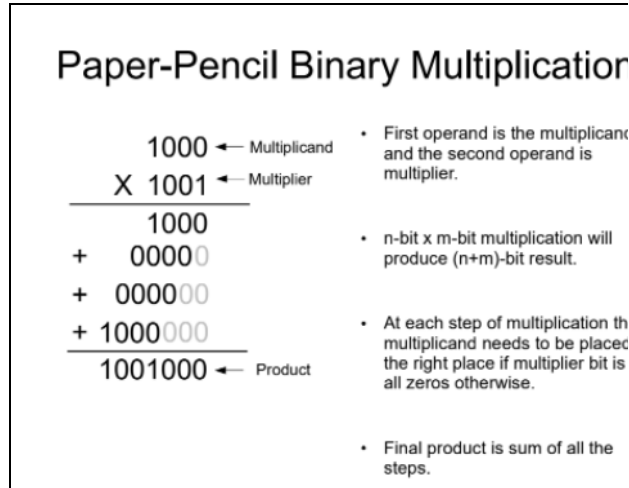 Paper-Pencil Binary Multiplication
1000 Multiplicand
X 1001 Multiplier
1000
+ 00000
+ 000000
+ 1000000
1001000 Product
• First operand is the multiplicand
and the second operand is
multiplier.
• n-bit x m-bit multiplication will
produce (n+m)-bit result.
• At each step of multiplication th
multiplicand needs to be placed
the right place if multiplier bit is
all zeros otherwise.
• Final product is sum of all the
steps.